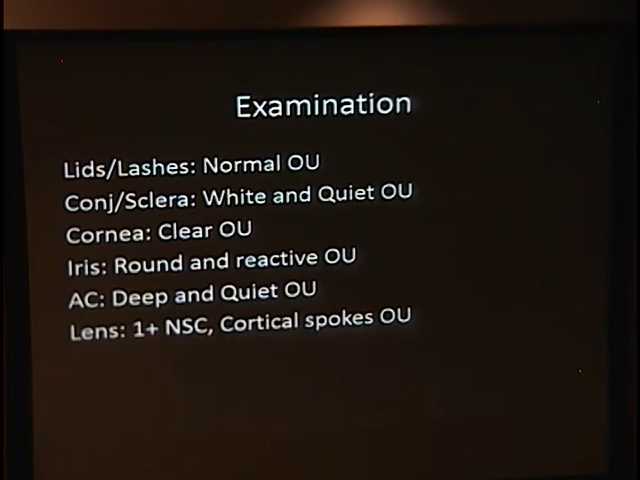 Examination
Lids/Lashes: Normal OU
Conj/Sclera: White and Quiet OU
Cornea: Clear OU
Iris: Round and reactive OU
AC: Deep and Quiet OU
Lens: 1+ NSC, Cortical spokes OU